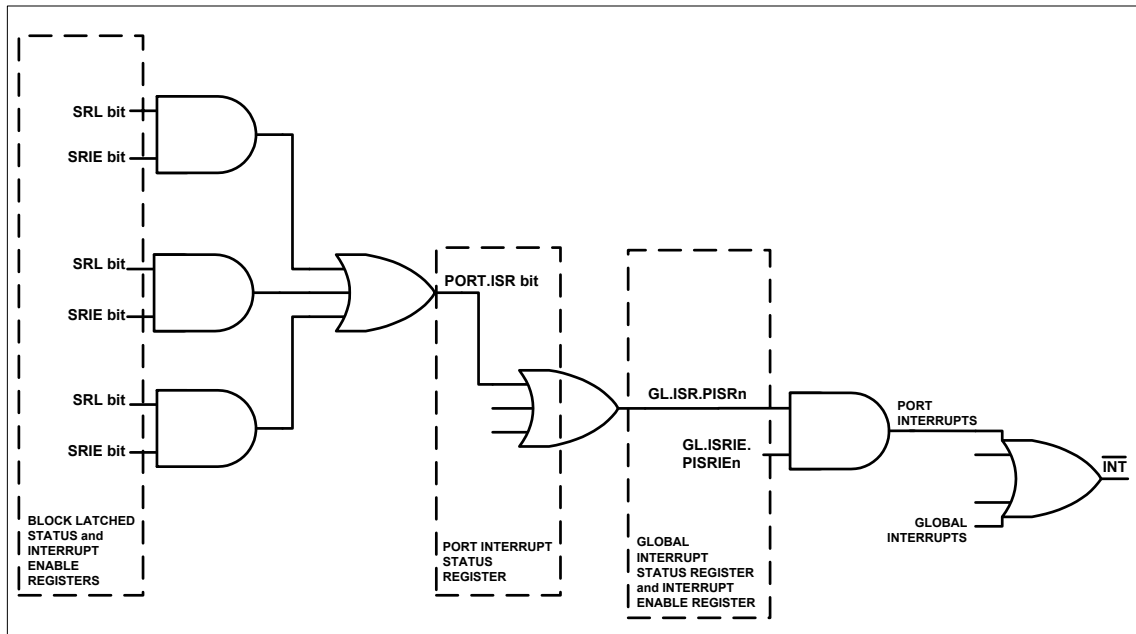 SRL bit
SRIE bit
SRL bit
SRIE bit
SRL bit
SRIE bit
BLOCK LATCHED
STATUS and
INTERRUPT
ENABLE
REGISTERS
PORT.ISR bit
PORT INTERRUPT
STATUS
REGISTER
GL.ISR.PISRn
GL.ISRIE.
PISRIEn
GLOBAL
INTERRUPT
STATUS REGISTER
and INTERRUPT
ENABLE REGISTER
PORT
INTERRUPTS
GLOBAL
INTERRUPTS
INT